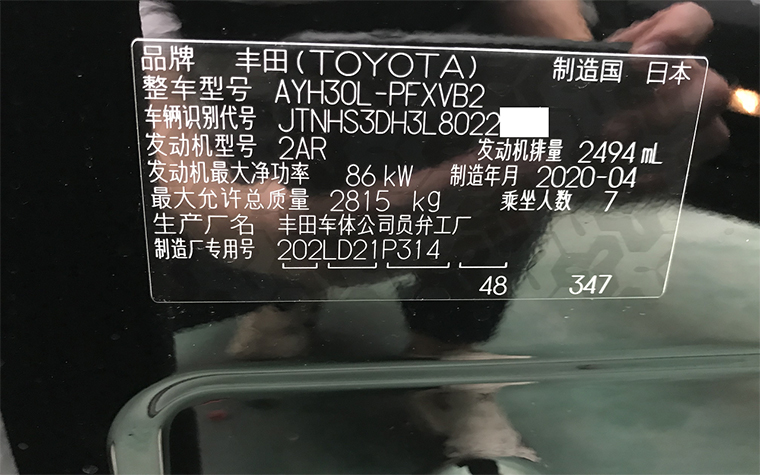 品牌 丰田(TOYOTA) 制造国 日本
整车型号 AYH30L-PFXVB2
车辆识别代号 JTNHS3DH3L8022
发动机型号 2AR 发动机排量 2494 mL
发动机最大净功率 86 kW 制造年月 2020-04
最大允许总质量 2815 kg 乘坐人数 7
生产厂名 丰田车体公司员弁工厂
制造厂专用号 202LD21P314
48 347